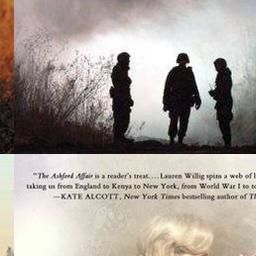 "The Ashford Affair is a reader's treat....Lauren Willig spins a web of l
taking us from England to Kenya to New York, from World War I to to
—KATE ALCOTT, New York Times bestselling author of Th